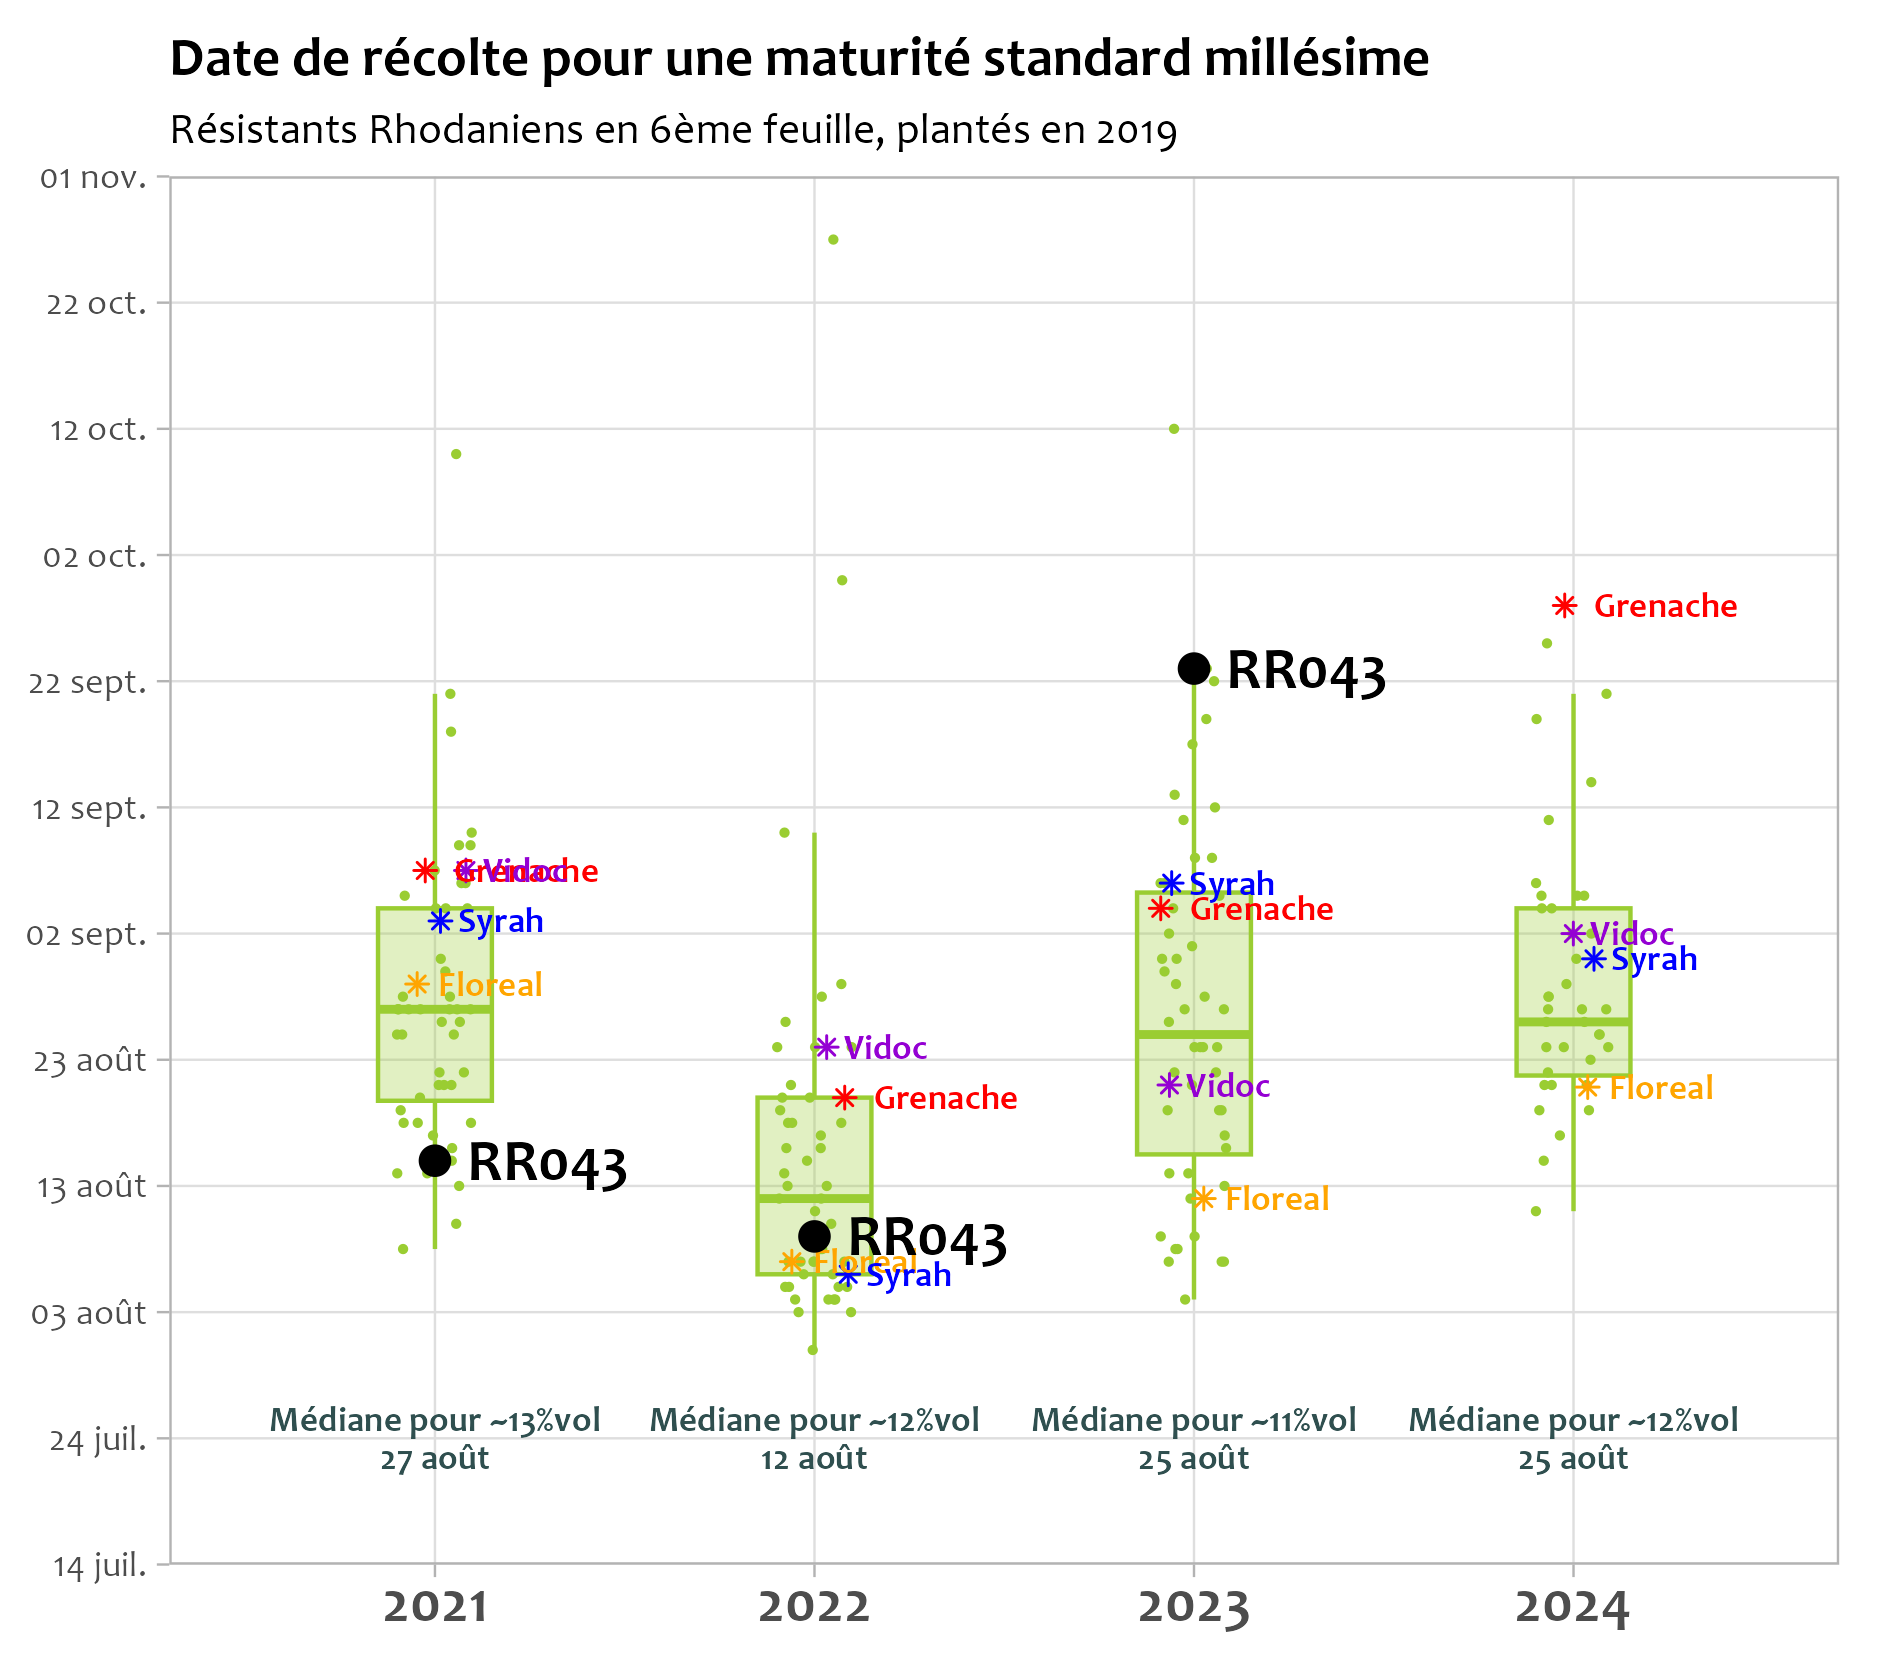 Date de récolte pour une maturité standard millésime
Résistants Rhodaniens en 6ème feuille, plantés en 2019
01 nov.
22 oct.
12 oct.
02 oct.
Grenache
RR043
22 sept.
12 sept.
Grenache
Vidoc
Syrah
Grenache
Syrah
02 sept.
Vidoc
Syrah
Floreal
23 août
Vidoc
Vidoc
Floreal
Grenache
RR043
13 août
Floreal
RR043
Floreal
Syrah
03 août
Médiane pour ~13%vol
27 août
Médiane pour ~12%vol
12 août
Médiane pour ~11%vol
25 août
Médiane pour ~12%vol
25 août
24 juil.
14 juil.
2021
2022
2023
2024